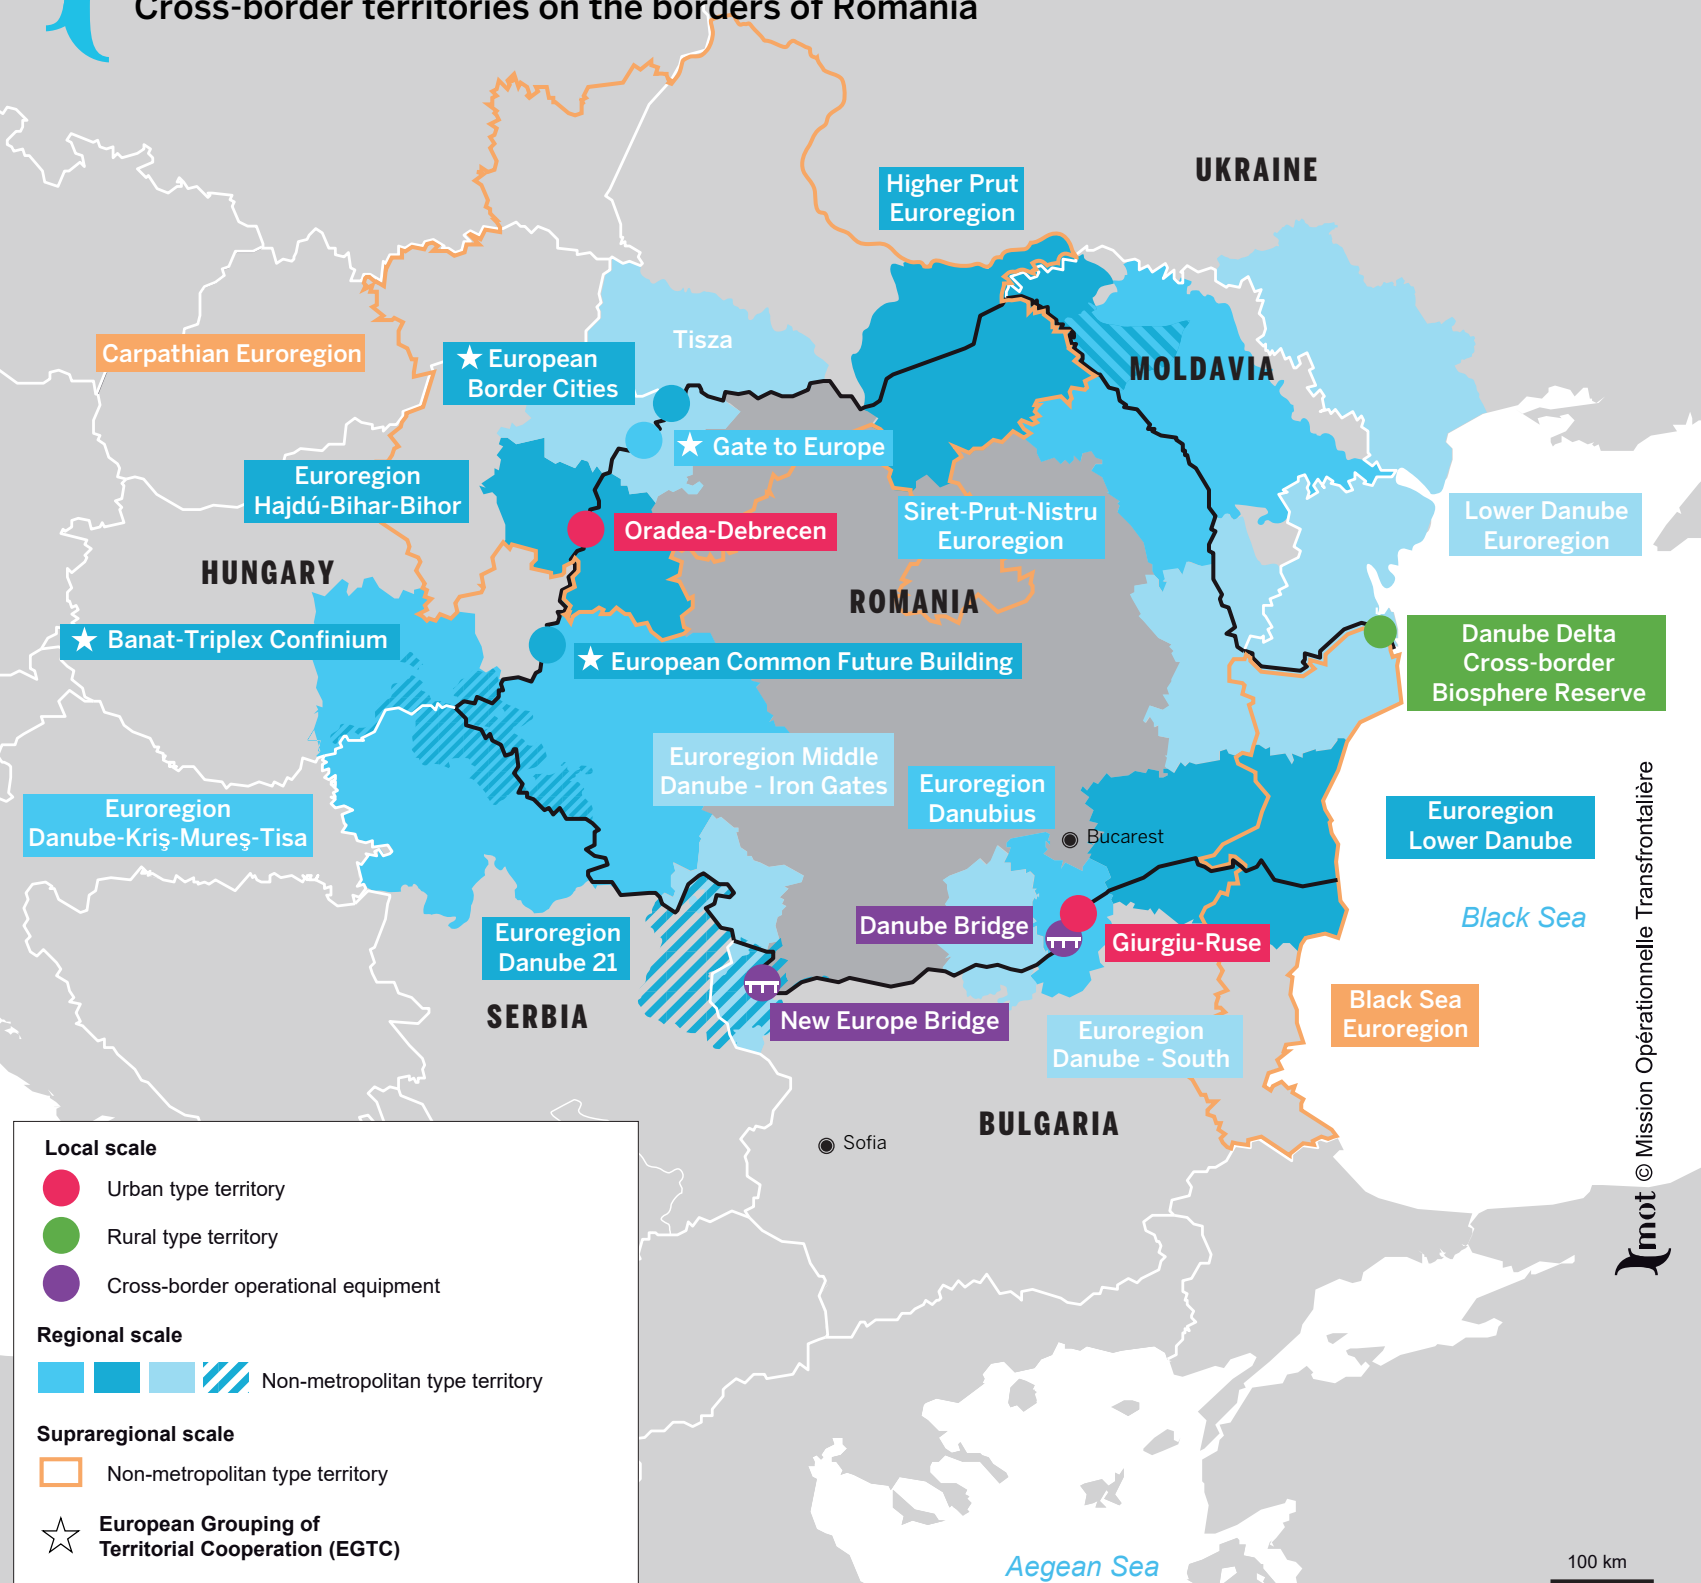 Cross-border territories on the borders of Romania
UKRAINE
Higher Prut
Euroregion
Tisza
Carpathian Euroregion
★ European
Border Cities
MOLDAVIA
★ Gate to Europe
Euroregion
Hajdú-Bihar-Bihor
Siret-Prut-Nistru
Euroregion
Lower Danube
Euroregion
Oradea-Debrecen
HUNGARY
ROMANIA
★ Banat-Triplex Confinium
★ European Common Future Building
Danube Delta
Cross-border
Biosphere Reserve
Euroregion Middle
Danube - Iron Gates
Euroregion
Danubius
Euroregion
Danube-Kriş-Mureş-Tisa
Bucarest
Euroregion
Lower Danube
Black Sea
Danube Bridge
Giurgiu-Ruse
Euroregion
Danube 21
SERBIA
New Europe Bridge
Euroregion
Danube - South
Black Sea
Euroregion
BULGARIA
Sofia
mot © Mission Opérationnelle Transfrontalière
Local scale
Urban type territory
Rural type territory
Cross-border operational equipment
Regional scale
Non-metropolitan type territory
Supraregional scale
Non-metropolitan type territory
European Grouping of
Territorial Cooperation (EGTC)
Aegean Sea
100 km